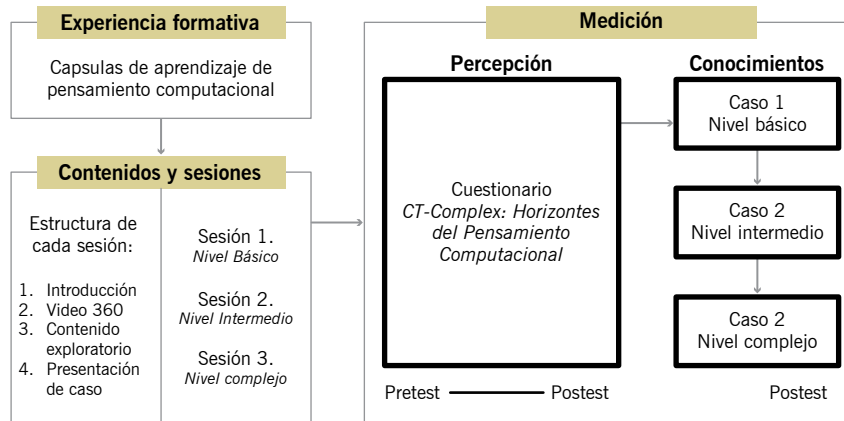 Experiencia formativa
Capsulas de aprendizaje de
pensamiento computacional
Contenidos y sesiones
Estructura de
cada sesión:
1. Introducción
2. Video 360
3. Contenido
exploratorio
4. Presentación
de caso
Sesión 1.
Nivel Básico
Sesión 2.
Nivel Intermedio
Sesión 3.
Nivel complejo
Medición
Percepción
Cuestionario
CT-Complex: Horizontes
del Pensamiento
Computacional
Pretest
Postest
Conocimientos
Caso 1
Nivel básico
Caso 2
Nivel intermedio
Caso 2
Nivel complejo
Postest